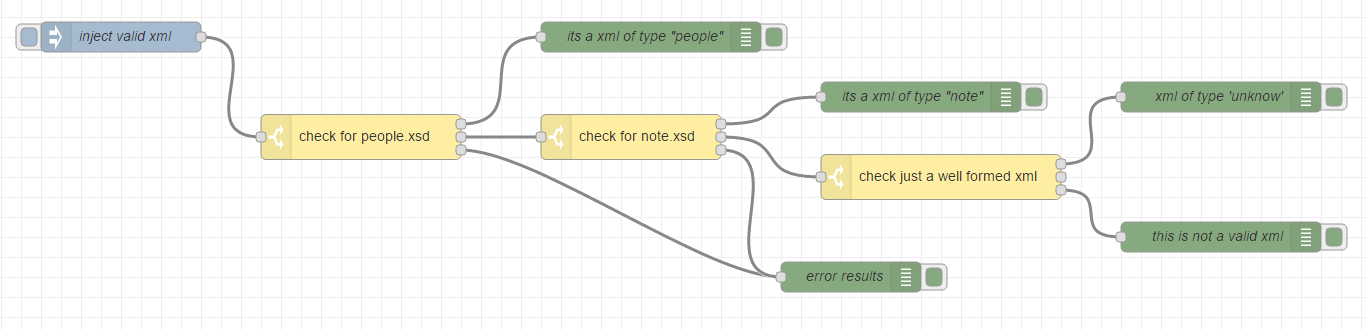 inject valid xml
its a xml of type "people"
its a xml of type "note"
xml of type 'unknow'
check for people.xsd
check for note.xsd
check just a well formed xml
this is not a valid xml
error results